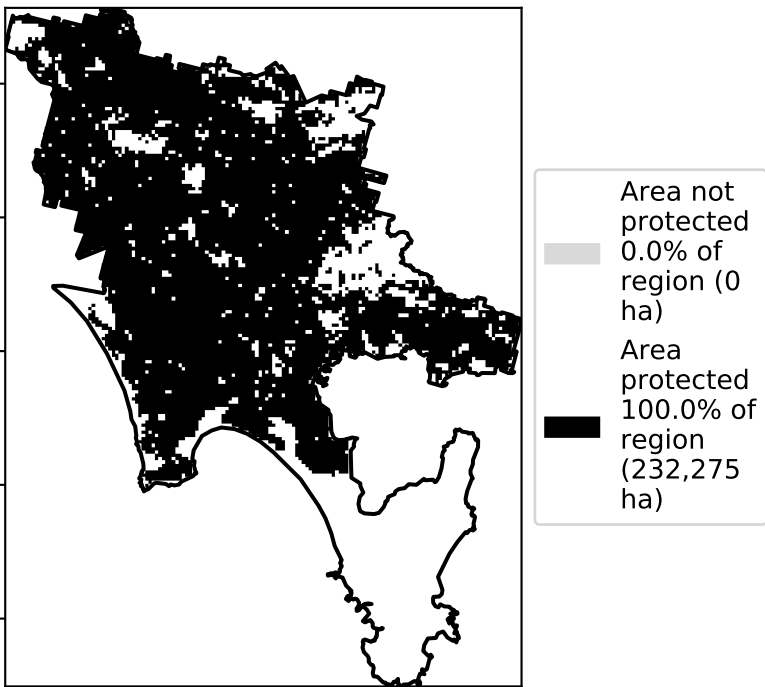 Area not
protected
0.0% of
region (0
ha)
Area
protected
100.0% of
region
(232,275
ha)